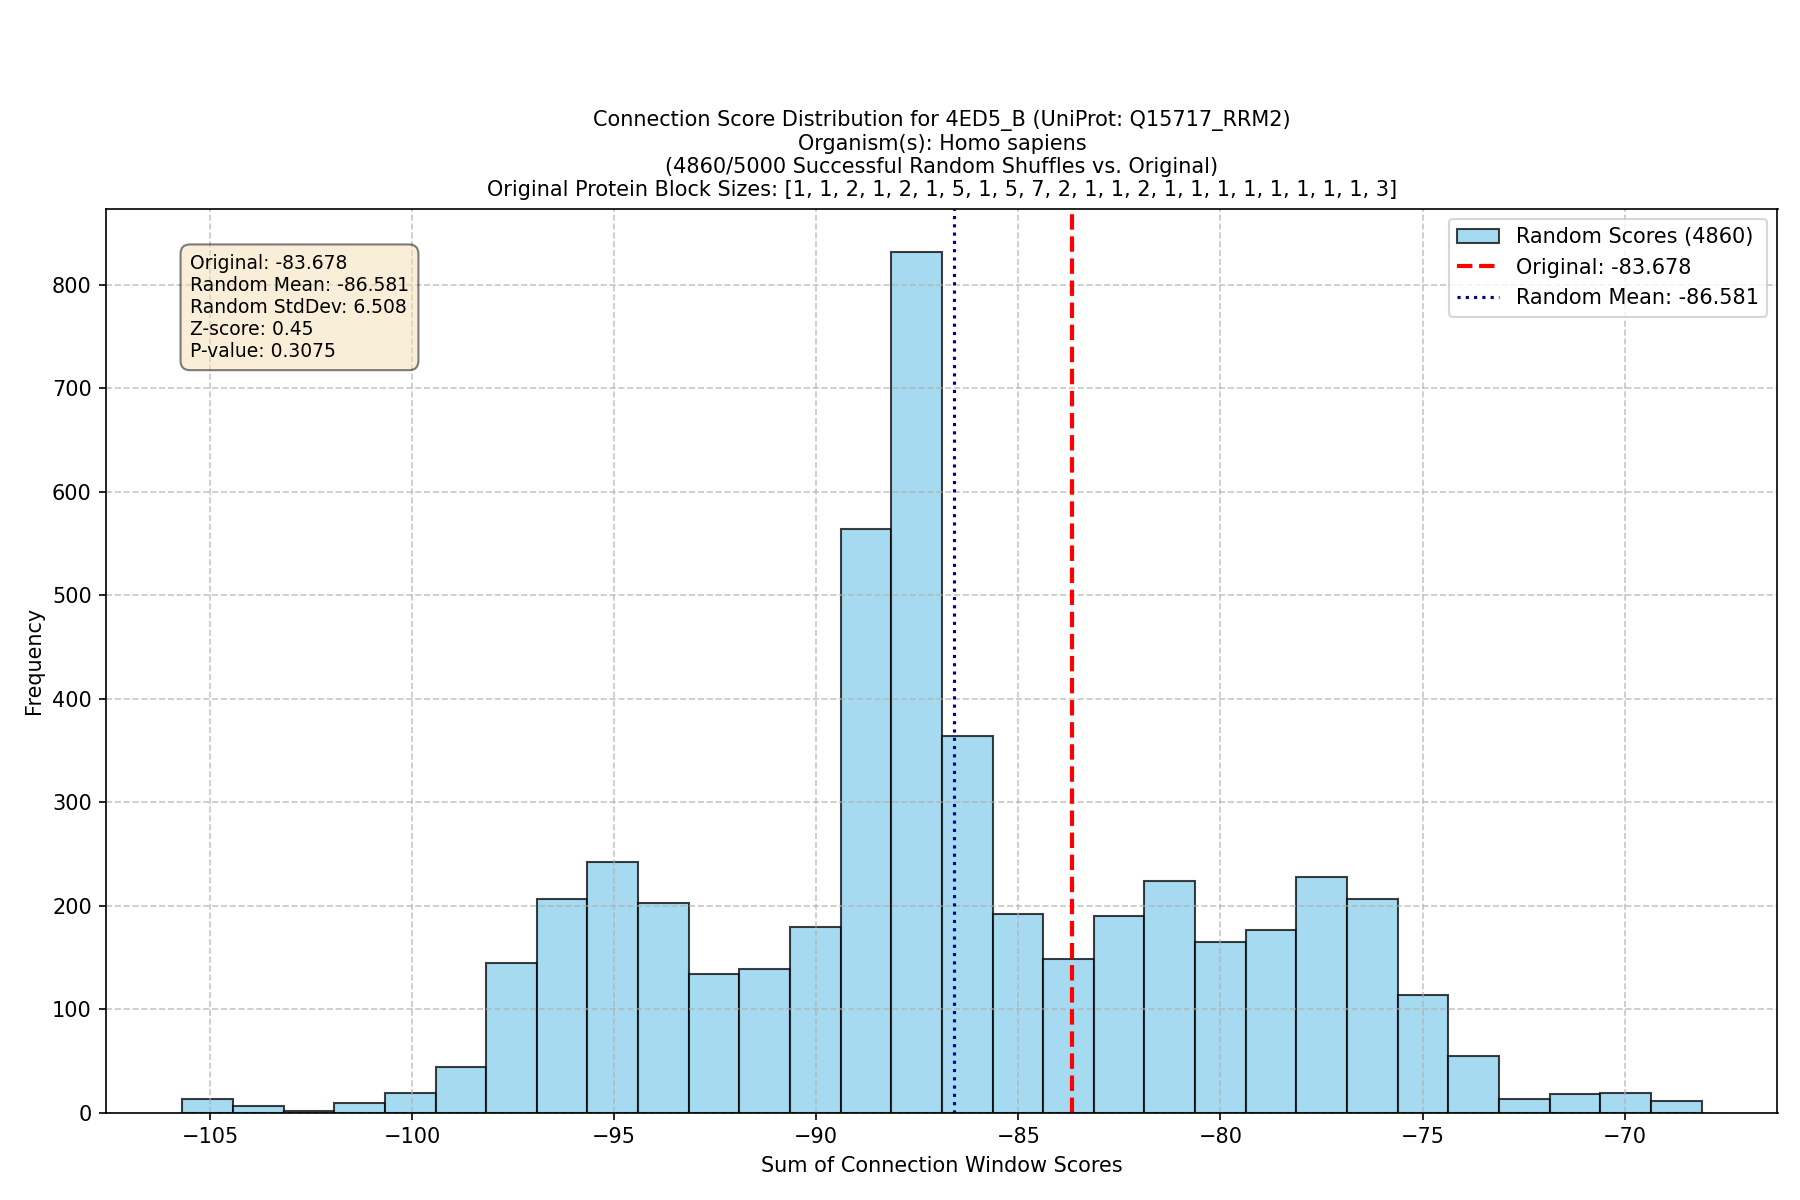 Connection Score Distribution for 4ED5_B (UniProt: Q15717_RRM2)
Organism(s): Homo sapiens
(4860/5000 Successful Random Shuffles vs. Original)
Original Protein Block Sizes: [1, 1, 2, 1, 2, 1, 5, 1, 5, 7, 2, 1, 1, 2, 1, 1, 1, 1, 1, 1, 1, 1, 3]
Original: -83.678
Random Mean: -86.581
Random StdDev: 6.508
Z-score: 0.45
P-value: 0.3075
Random Scores (4860)
Original: -83.678
Random Mean: -86.581
Frequency
800
700
600
500
400
300
200
100
0
−105 −100 −95 −90 −85 −80 −75 −70
Sum of Connection Window Scores